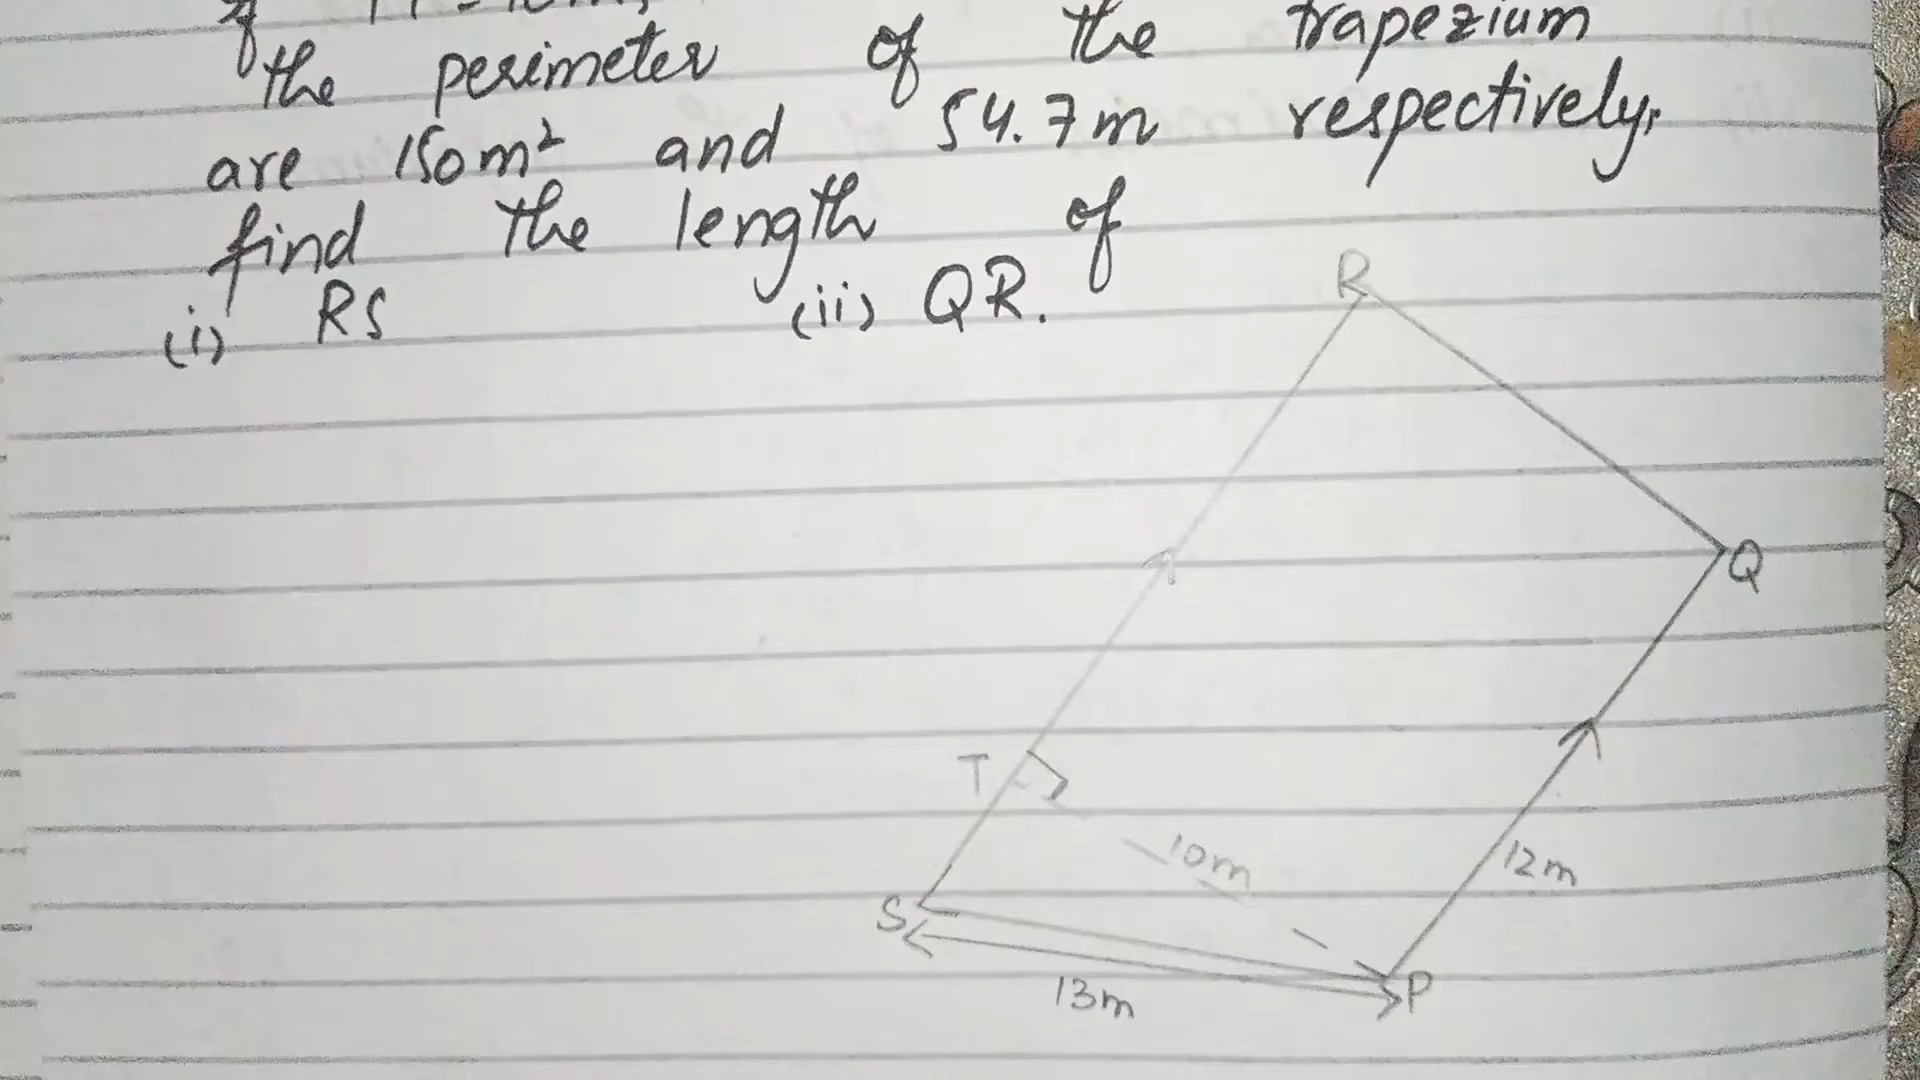 the perimeter of the trapezium
are 150m² and 54.7m respectively.
find the length of
(i) RS (ii) QR.
R
Q
T
10m
12m
S
13m
P